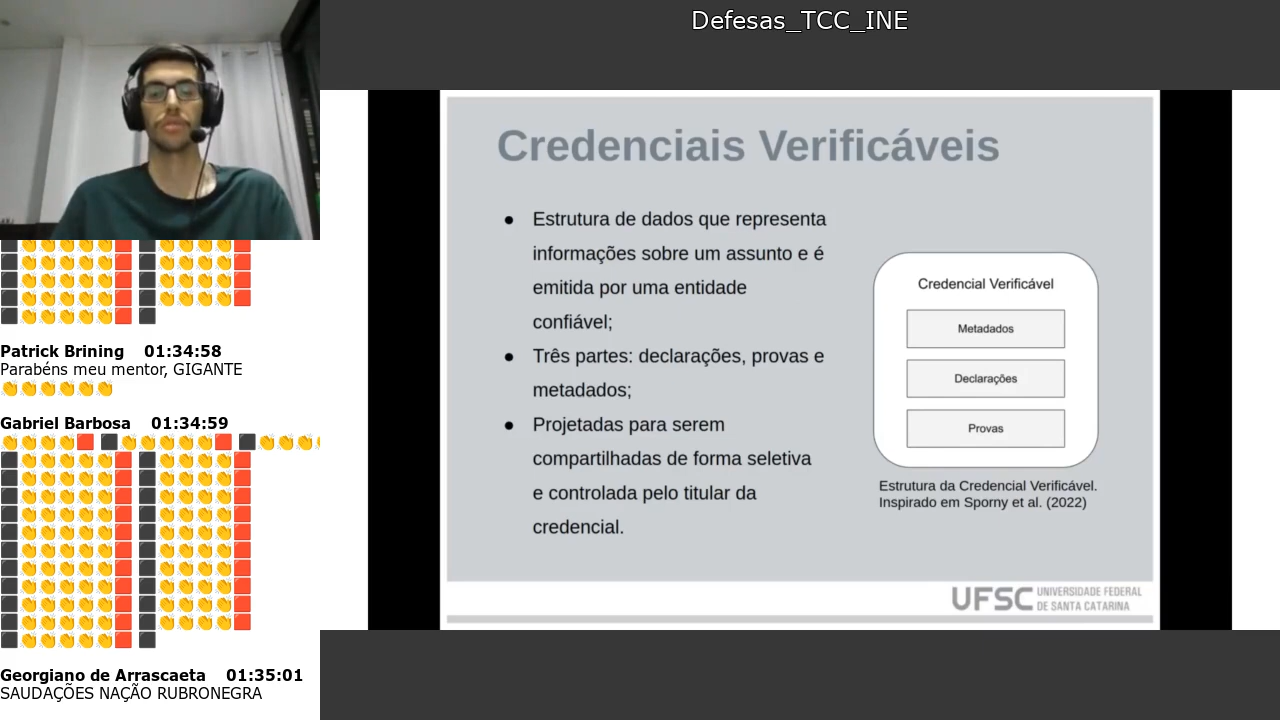 Defesas_TCC_INE
Credenciais Verificáveis
● Estrutura de dados que representa
informações sobre um assunto e é
emitida por uma entidade
confiável;
● Três partes: declarações, provas e
metadados;
● Projetadas para serem
compartilhadas de forma seletiva
e controlada pelo titular da
credencial.
Credencial Verificável
Metadados
Declarações
Provas
Estrutura da Credencial Verificável.
Inspirado em Sporny et al. (2022)
UFSC UNIVERSIDADE FEDERAL
DE SANTA CATARINA
Patrick Brining 01:34:58
Parabéns meu mentor, GIGANTE
Gabriel Barbosa 01:34:59
Georgiano de Arrascaeta 01:35:01
SAUDAÇÕES NAÇÃO RUBRONEGRA